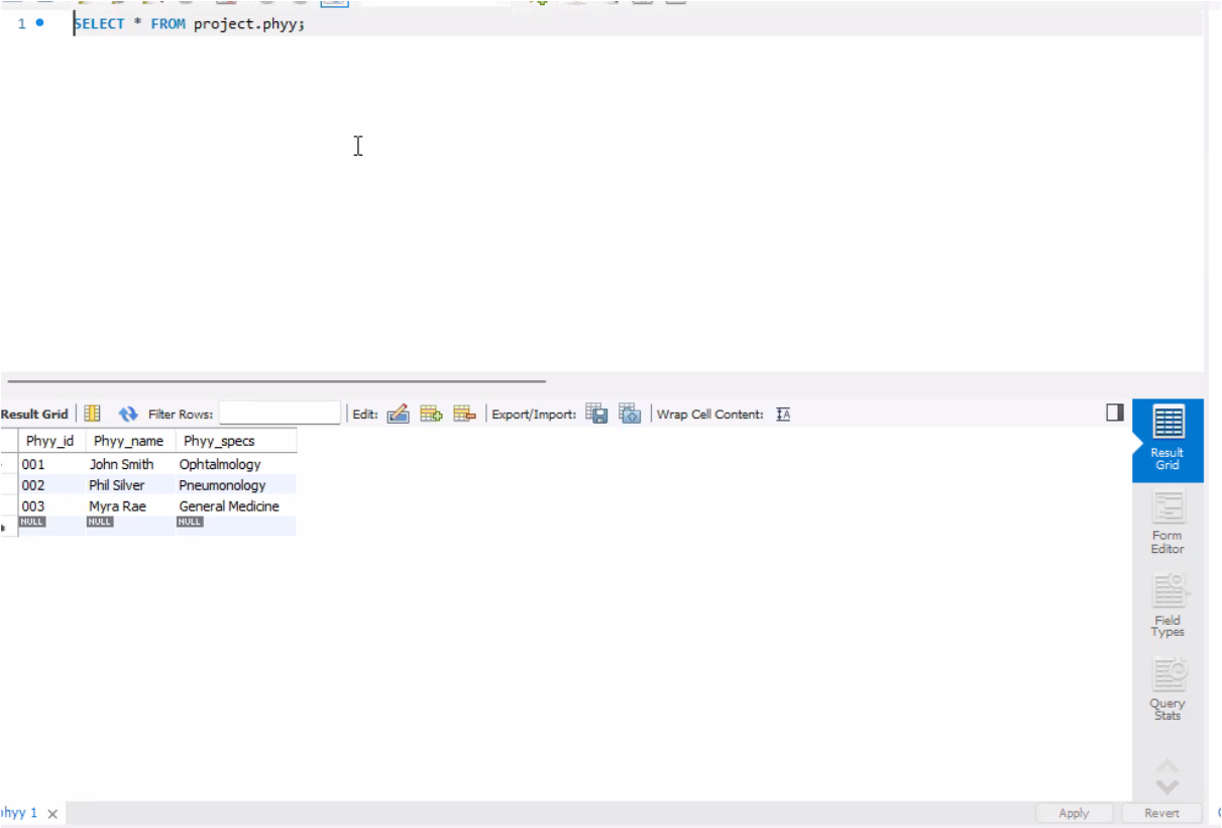 1 SELECT * FROM project.phyy;
Result Grid Filter Rows: Edit: Export/Import: Wrap Cell Content:
Phyy_id Phyy_name Phyy_specs
001 John Smith Ophtalmology
002 Phil Silver Pneumonology
003 Myra Rae General Medicine
NULL NULL NULL
Result
Grid
Form
Editor
Field
Types
Query
Stats
phyy 1
Apply Revert